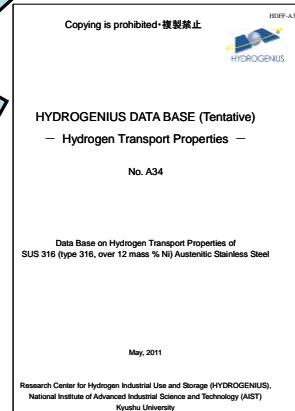 Copying is prohibited・複製禁止
HDFF-A3
HYDROGENIUS
HYDROGENIUS DATA BASE (Tentative)
― Hydrogen Transport Properties ―
No. A34
Data Base on Hydrogen Transport Properties of
SUS 316 (type 316, over 12 mass % Ni) Austenitic Stainless Steel
May, 2011
Research Center for Hydrogen Industrial Use and Storage (HYDROGENIUS),
National Institute of Advanced Industrial Science and Technology (AIST)
Kyushu University